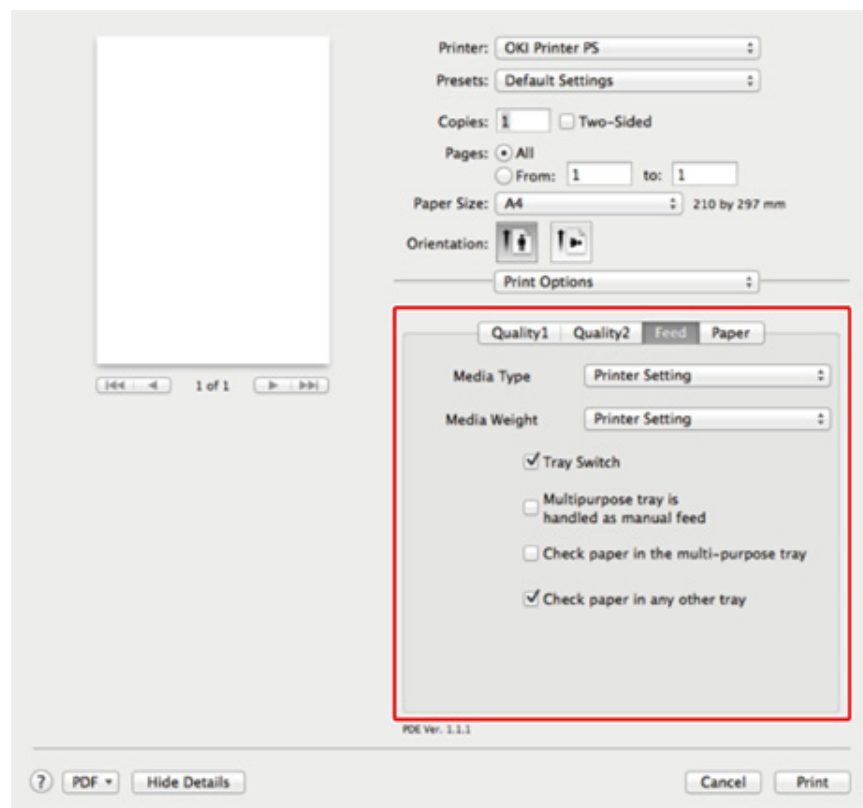 Printer: OKI Printer PS
Presets: Default Settings
Copies: 1 Two-Sided
Pages: All
From: 1 to: 1
Paper Size: A4 210 by 297 mm
Orientation:
Print Options
Quality1 Quality2 Feed Paper
Media Type Printer Setting
1 of 1
Media Weight Printer Setting
Tray Switch
Multipurpose tray is
handled as manual feed
Check paper in the multi-purpose tray
Check paper in any other tray
PDE Ver. 1.1.1
? PDF Hide Details Cancel Print